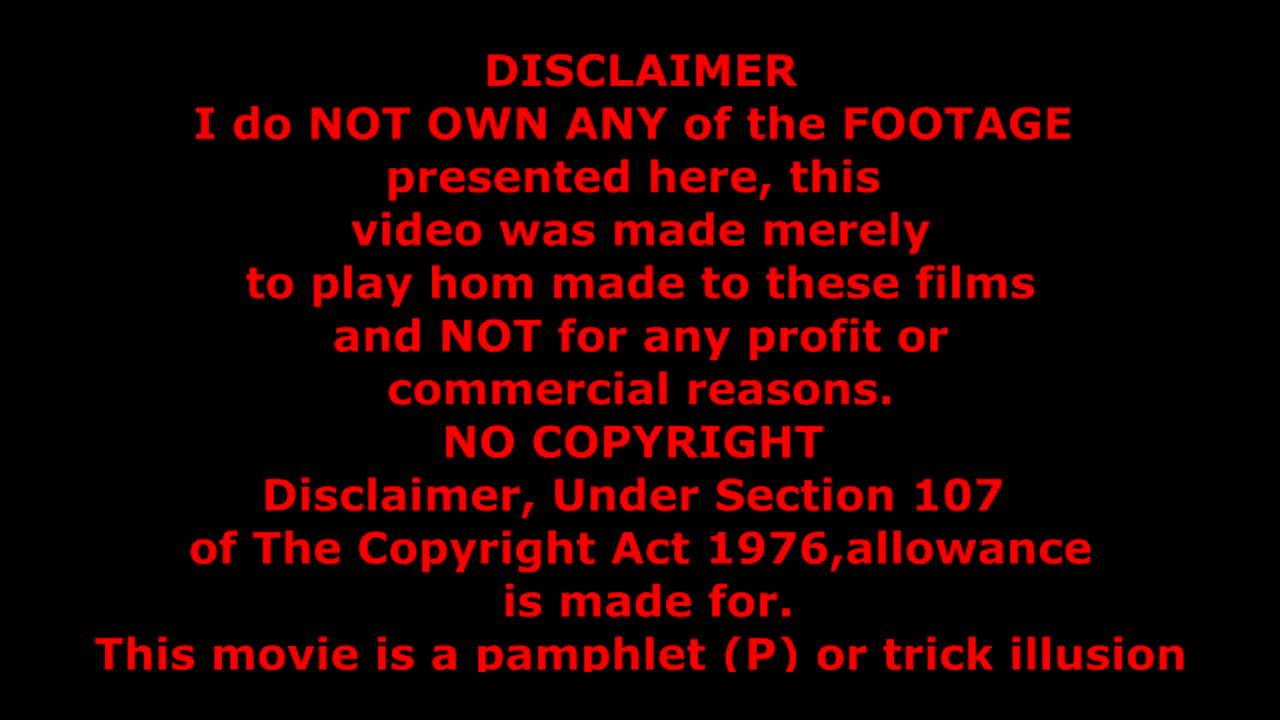 DISCLAIMER
I do NOT OWN ANY of the FOOTAGE
presented here, this
video was made merely
to play hom made to these films
and NOT for any profit or
commercial reasons.
NO COPYRIGHT
Disclaimer, Under Section 107
of The Copyright Act 1976,allowance
is made for.
This movie is a pamphlet (P) or trick illusion